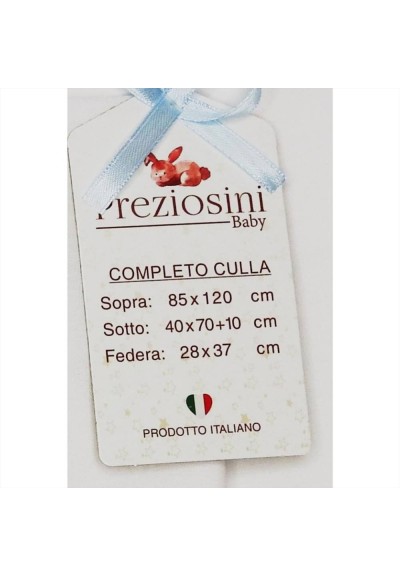 Preziosini
Baby
COMPLETO CULLA
Sopra: 85x120 cm
Sotto: 40x70+10 cm
Federa: 28x37 cm
PRODOTTO ITALIANO